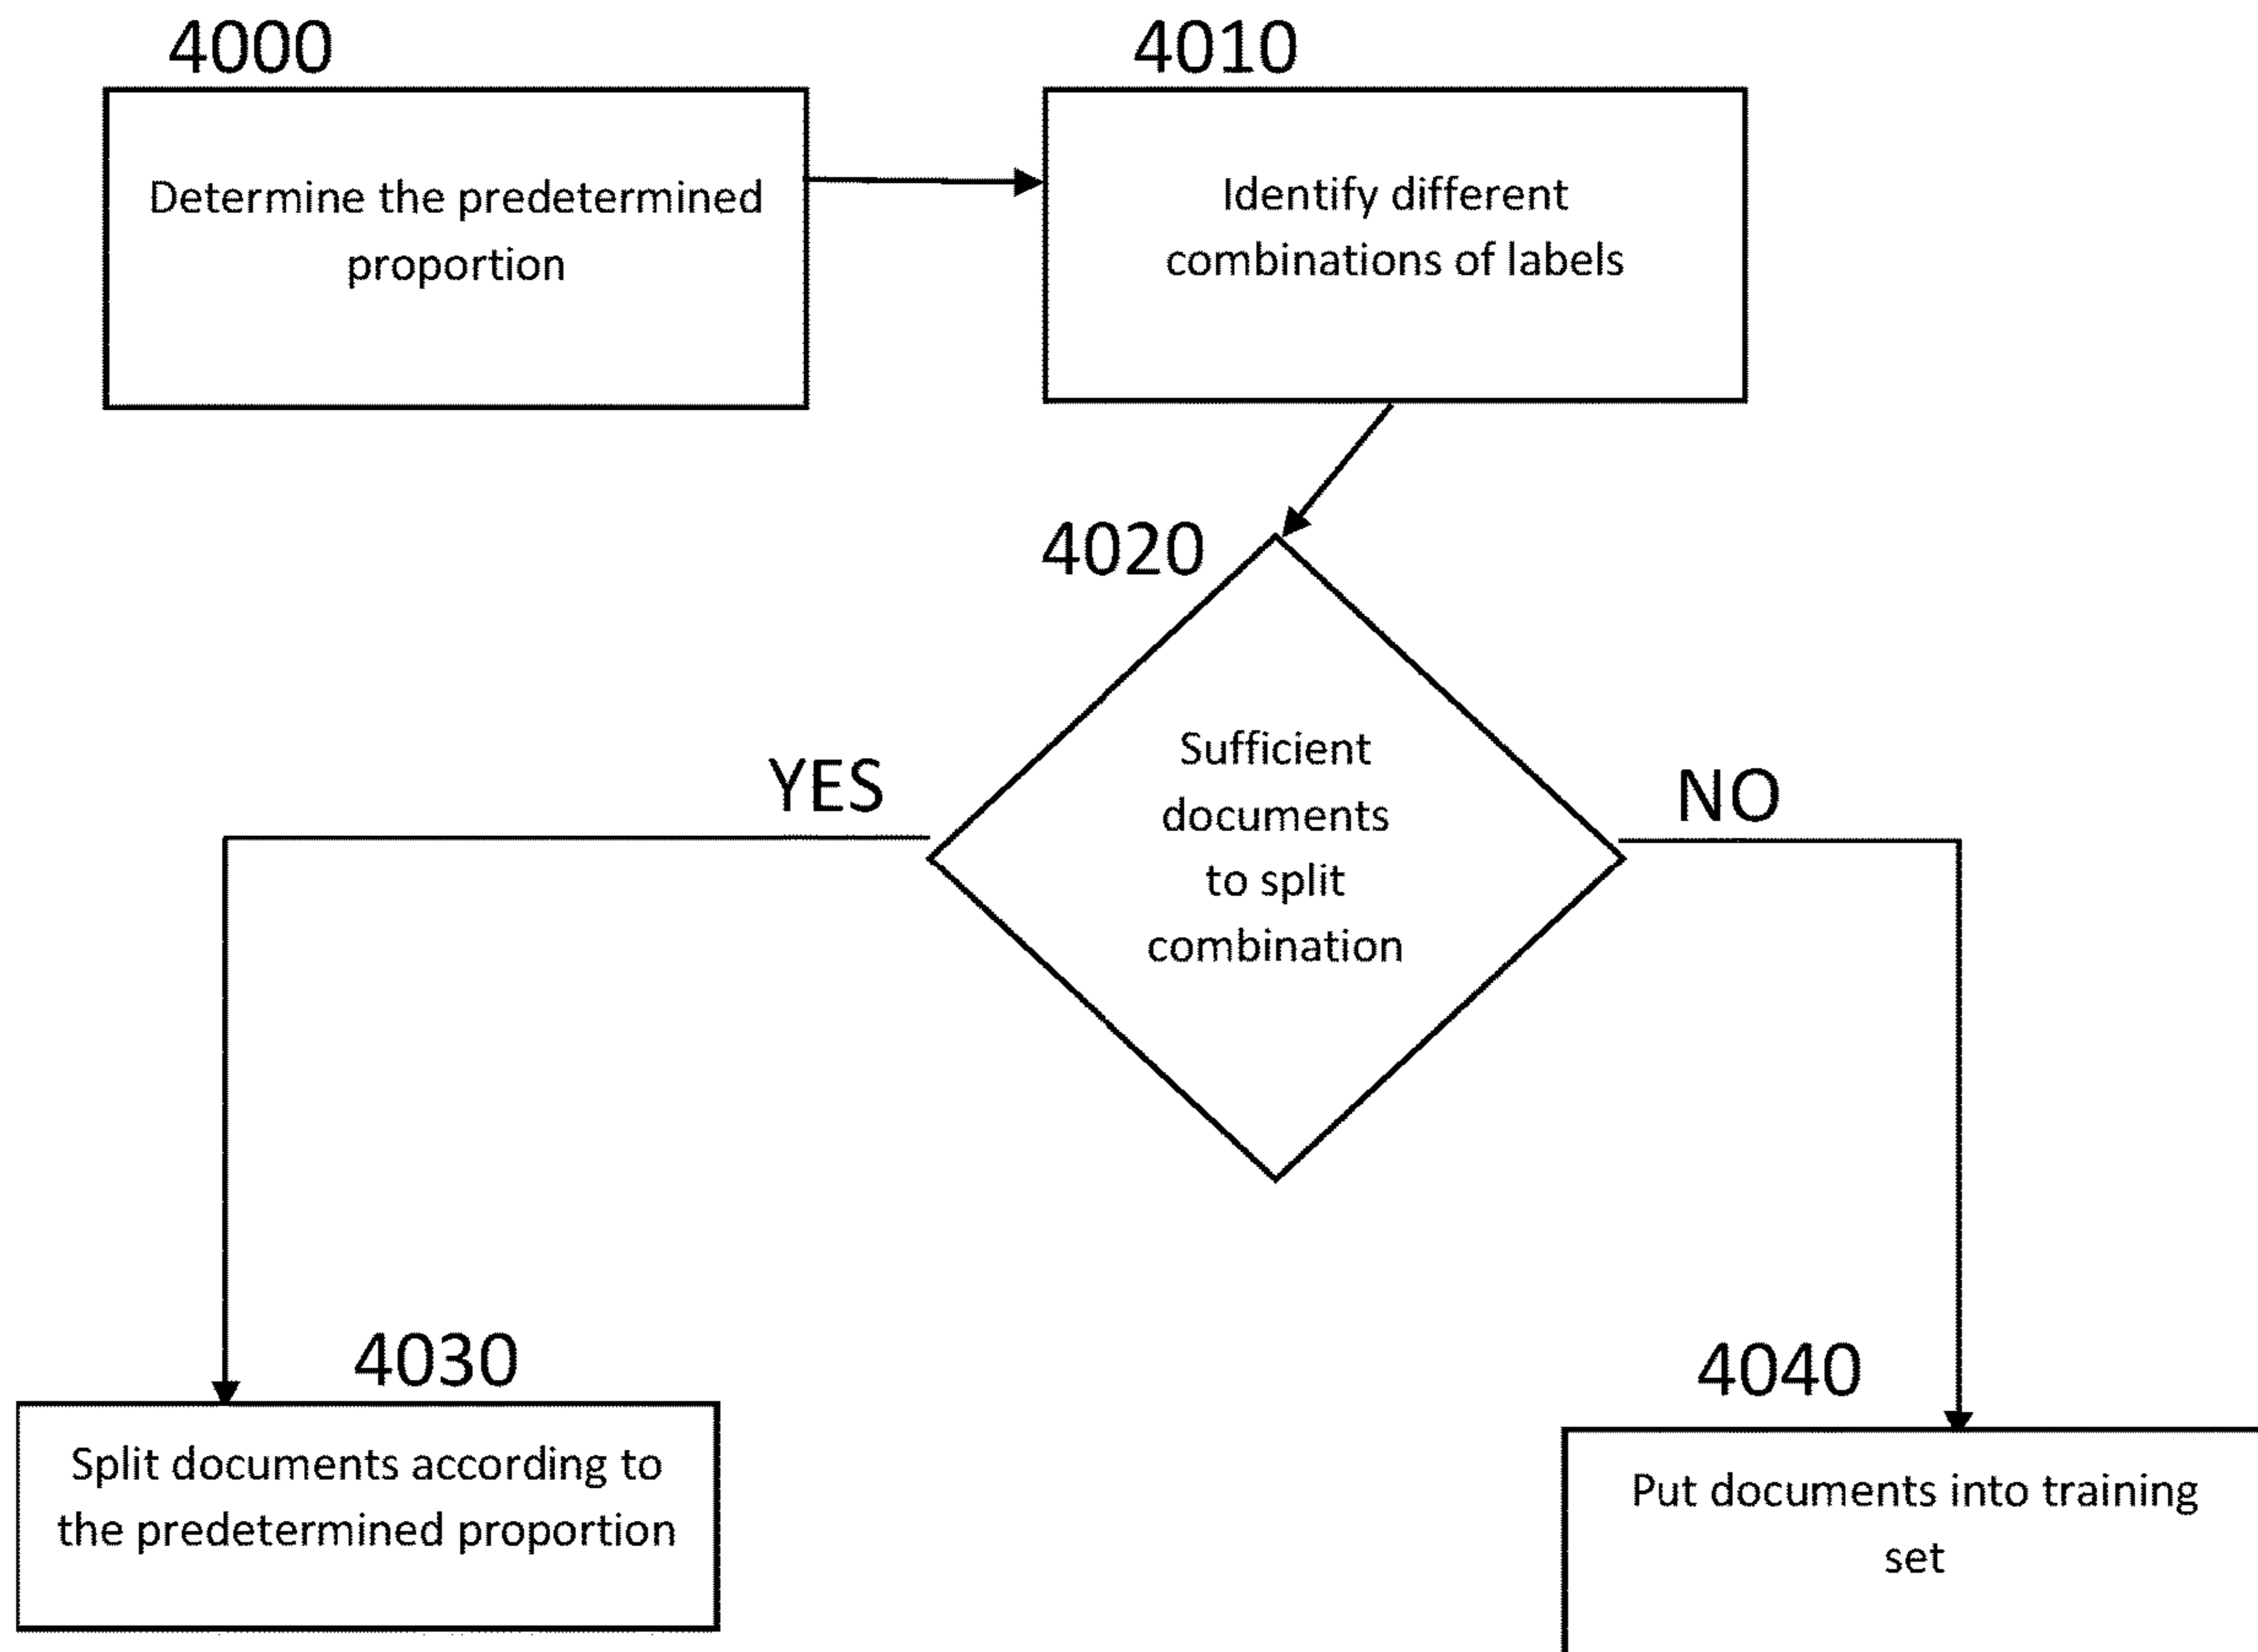 4000
Determine the predetermined
proportion
4010
Identify different
combinations of labels
4020
Sufficient
documents
to split
combination
YES
NO
4030
Split documents according to
the predetermined proportion
4040
Put documents into training
set